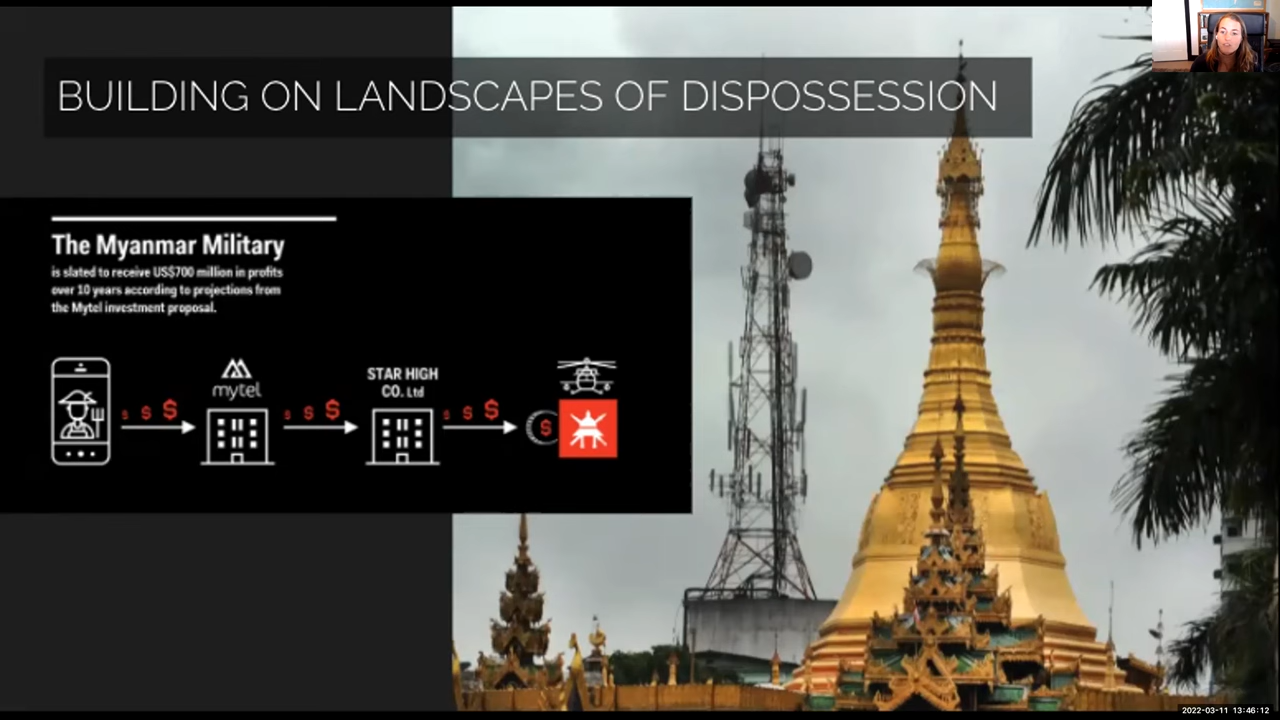 BUILDING ON LANDSCAPES OF DISPOSSESSION
The Myanmar Military
is slated to receive US$700 million in profits
over 10 years according to projections from
the Mytel investment proposal.
mytel
STAR HIGH
CO. Ltd
$ $ $
$ $ $
$ $ $
$
2022-03-11 13:46:12